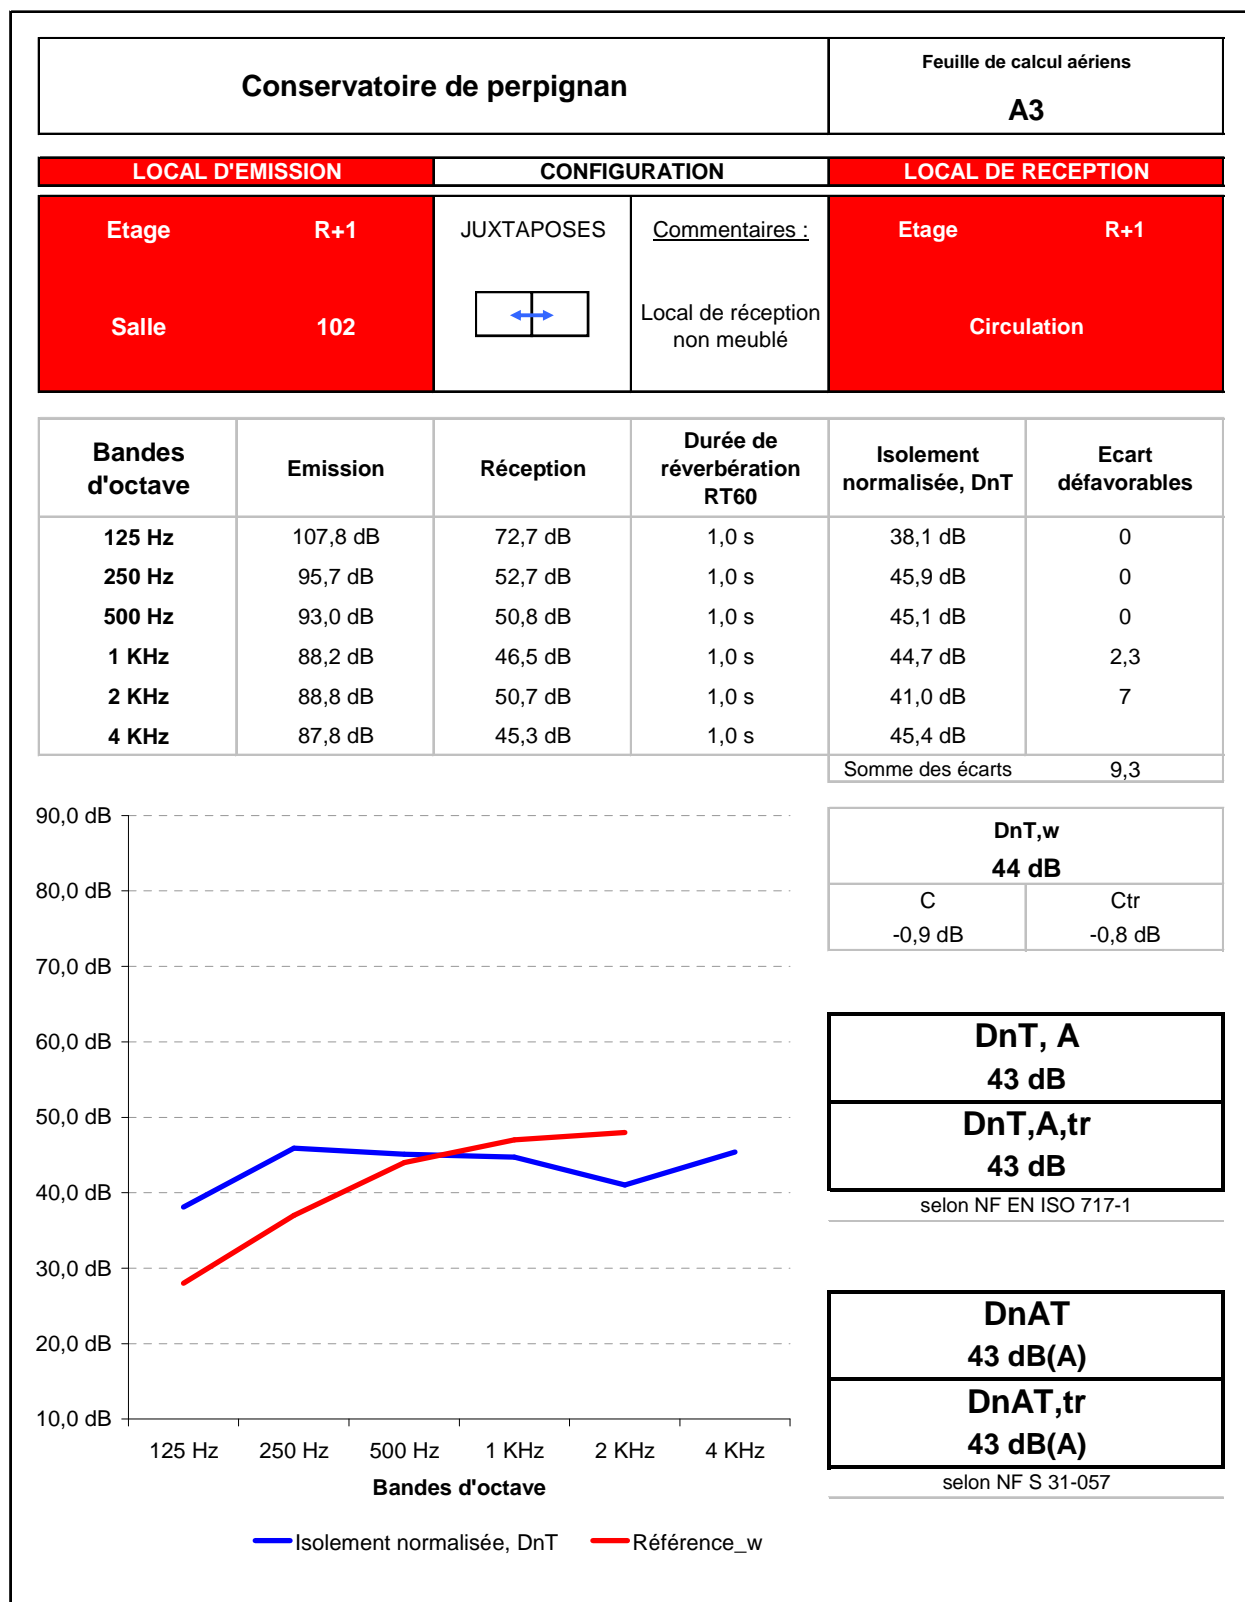 Conservatoire de perpignan
Feuille de calcul aériens
A3
LOCAL D'EMISSION CONFIGURATION LOCAL DE RECEPTION
Etage R+1 JUXTAPOSES Commentaires : Etage R+1
Salle 102 Local de réception non meublé Circulation
Bandes d'octave Emission Réception Durée de réverbération RT60 Isolement normalisée, DnT Ecart défavorables
125 Hz 107,8 dB 72,7 dB 1,0 s 38,1 dB 0
250 Hz 95,7 dB 52,7 dB 1,0 s 45,9 dB 0
500 Hz 93,0 dB 50,8 dB 1,0 s 45,1 dB 0
1 KHz 88,2 dB 46,5 dB 1,0 s 44,7 dB 2,3
2 KHz 88,8 dB 50,7 dB 1,0 s 41,0 dB 7
4 KHz 87,8 dB 45,3 dB 1,0 s 45,4 dB
Somme des écarts 9,3
90,0 dB
80,0 dB
70,0 dB
60,0 dB
50,0 dB
40,0 dB
30,0 dB
20,0 dB
10,0 dB
125 Hz 250 Hz 500 Hz 1 KHz 2 KHz 4 KHz
Bandes d'octave
Isolement normalisée, DnT Référence_w
DnT,w
44 dB
C Ctr
-0,9 dB -0,8 dB
DnT, A
43 dB
DnT,A,tr
43 dB
selon NF EN ISO 717-1
DnAT
43 dB(A)
DnAT,tr
43 dB(A)
selon NF S 31-057